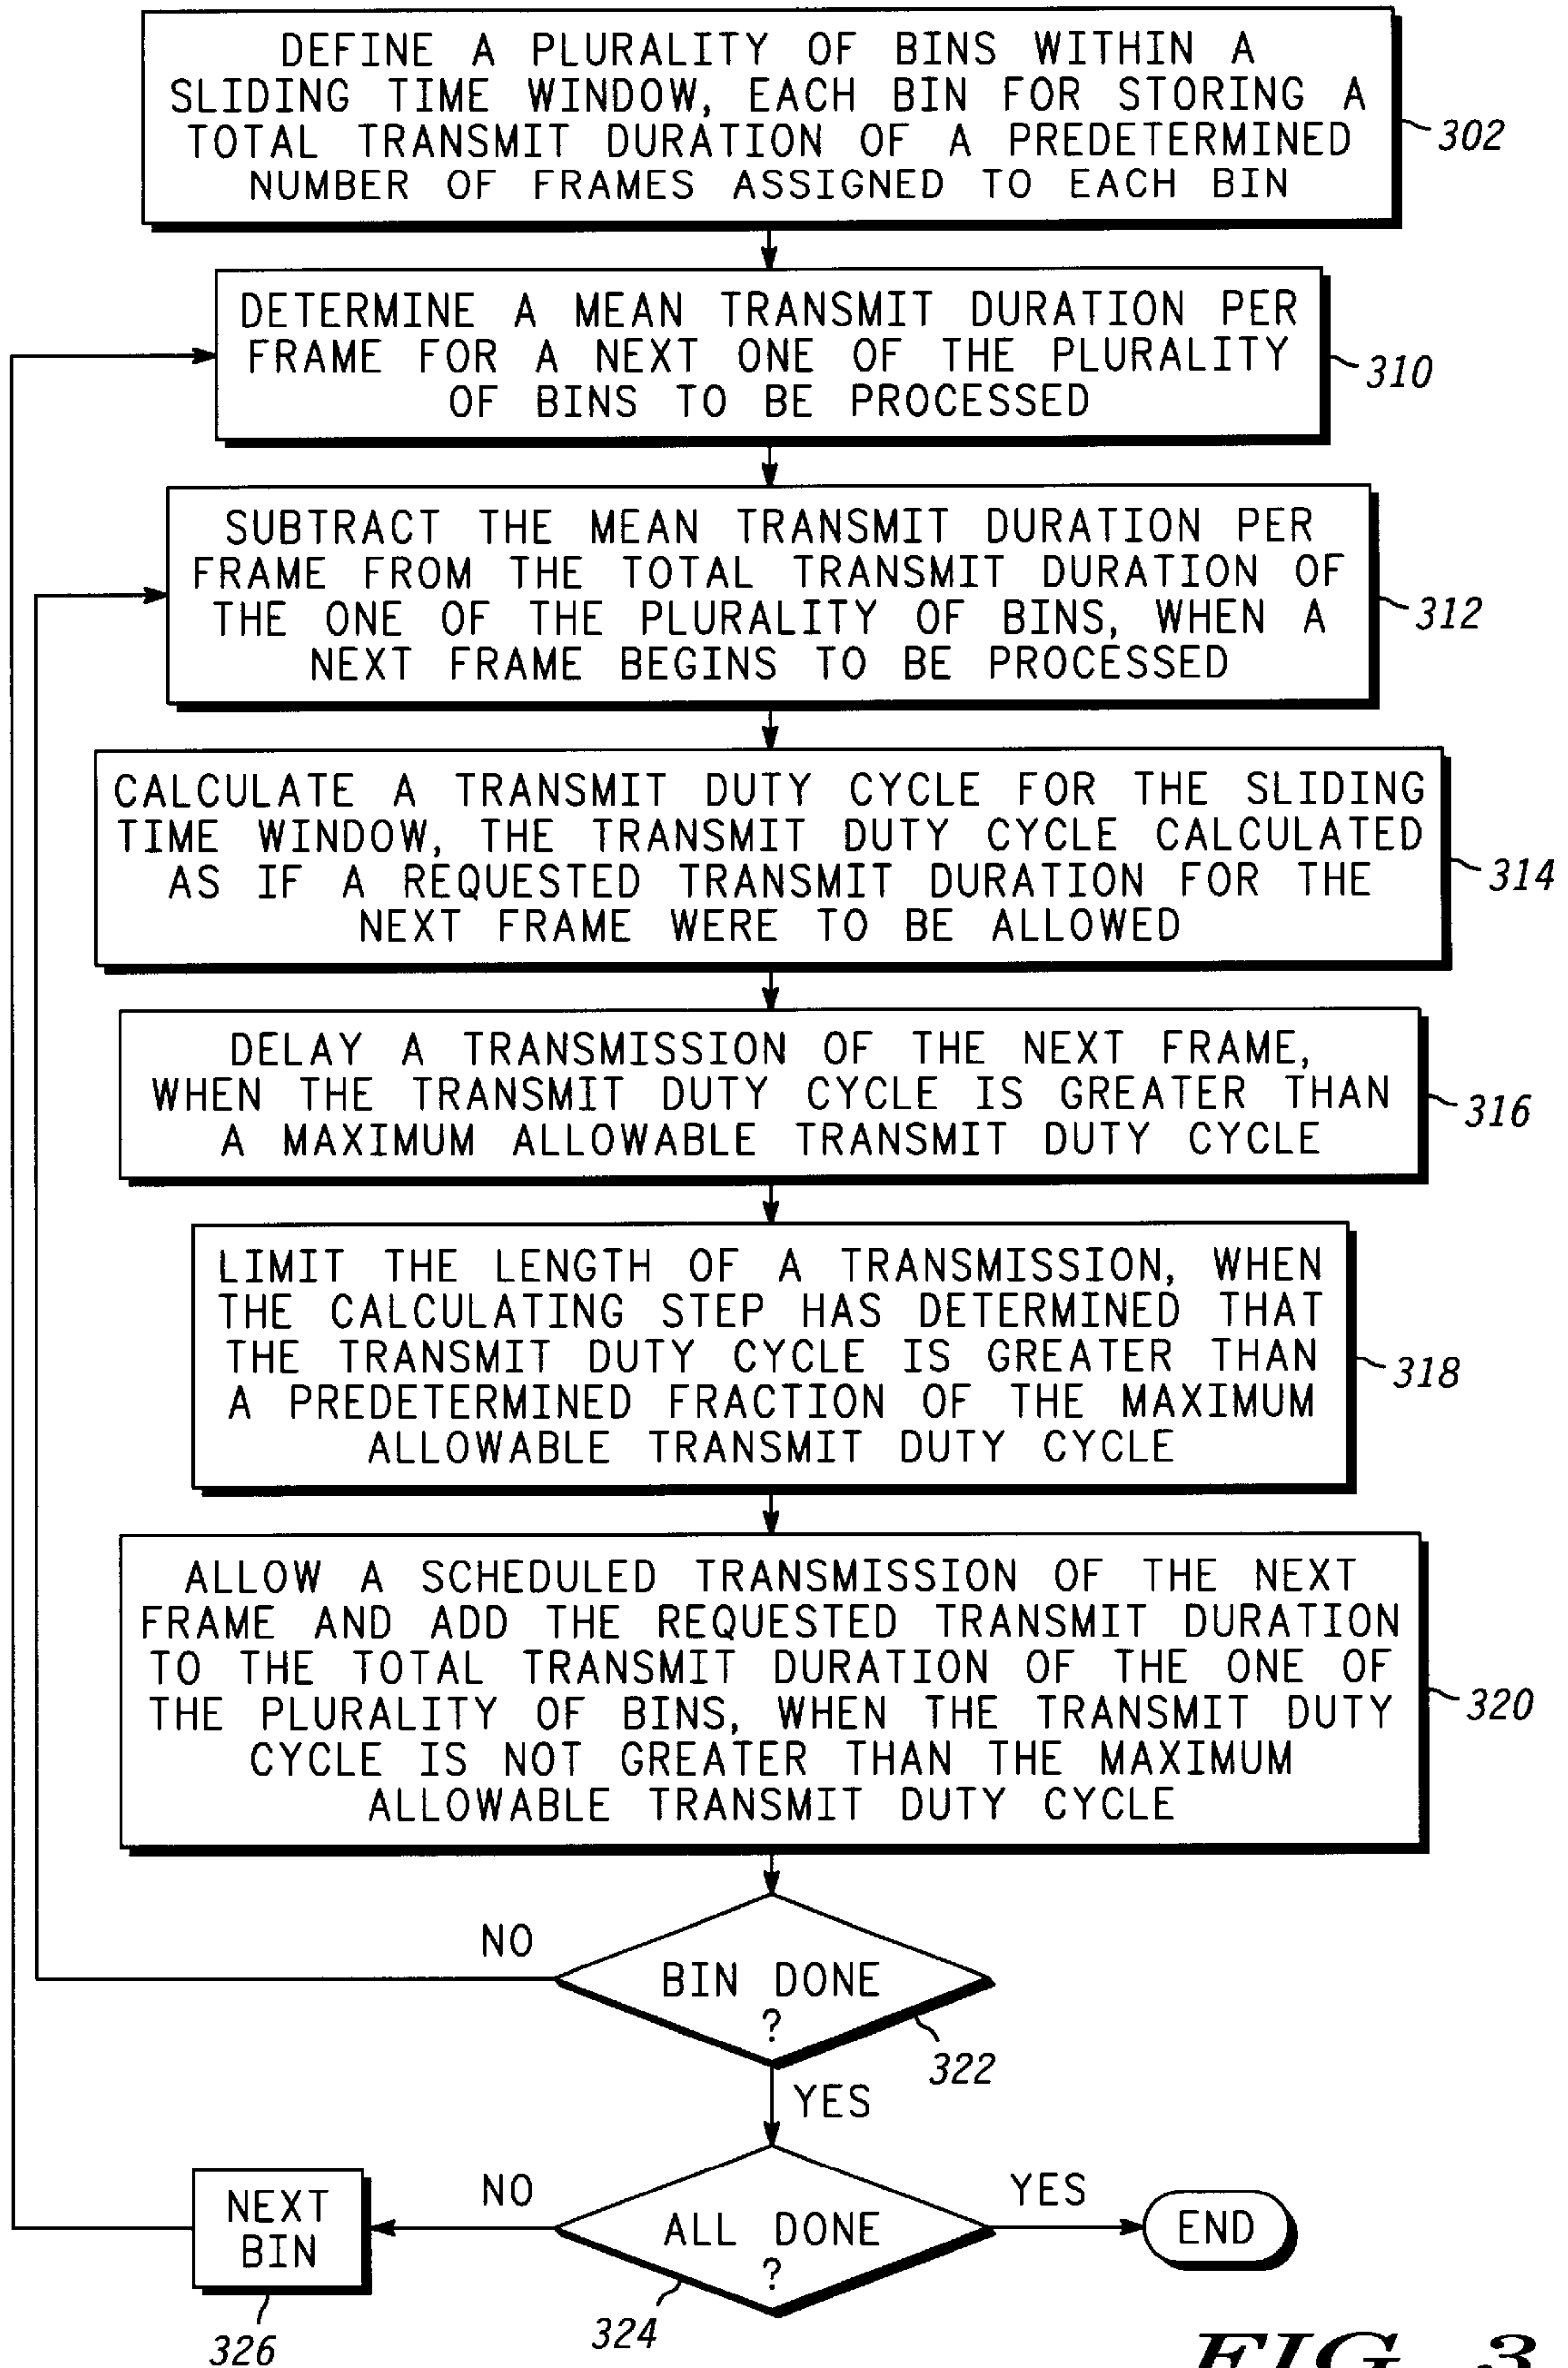 DEFINE A PLURALITY OF BINS WITHIN A
SLIDING TIME WINDOW, EACH BIN FOR STORING A
TOTAL TRANSMIT DURATION OF A PREDETERMINED
NUMBER OF FRAMES ASSIGNED TO EACH BIN
302
DETERMINE A MEAN TRANSMIT DURATION PER
FRAME FOR A NEXT ONE OF THE PLURALITY
OF BINS TO BE PROCESSED
310
SUBTRACT THE MEAN TRANSMIT DURATION PER
FRAME FROM THE TOTAL TRANSMIT DURATION OF
THE ONE OF THE PLURALITY OF BINS, WHEN A
NEXT FRAME BEGINS TO BE PROCESSED
312
CALCULATE A TRANSMIT DUTY CYCLE FOR THE SLIDING
TIME WINDOW, THE TRANSMIT DUTY CYCLE CALCULATED
AS IF A REQUESTED TRANSMIT DURATION FOR THE
NEXT FRAME WERE TO BE ALLOWED
314
DELAY A TRANSMISSION OF THE NEXT FRAME,
WHEN THE TRANSMIT DUTY CYCLE IS GREATER THAN
A MAXIMUM ALLOWABLE TRANSMIT DUTY CYCLE
316
LIMIT THE LENGTH OF A TRANSMISSION, WHEN
THE CALCULATING STEP HAS DETERMINED THAT
THE TRANSMIT DUTY CYCLE IS GREATER THAN
A PREDETERMINED FRACTION OF THE MAXIMUM
ALLOWABLE TRANSMIT DUTY CYCLE
318
ALLOW A SCHEDULED TRANSMISSION OF THE NEXT
FRAME AND ADD THE REQUESTED TRANSMIT DURATION
TO THE TOTAL TRANSMIT DURATION OF THE ONE OF
THE PLURALITY OF BINS, WHEN THE TRANSMIT DUTY
CYCLE IS NOT GREATER THAN THE MAXIMUM
ALLOWABLE TRANSMIT DUTY CYCLE
320
NO
BIN DONE
?
322
YES
NEXT
BIN
326
NO
ALL DONE
?
324
YES
END
FIG. 3